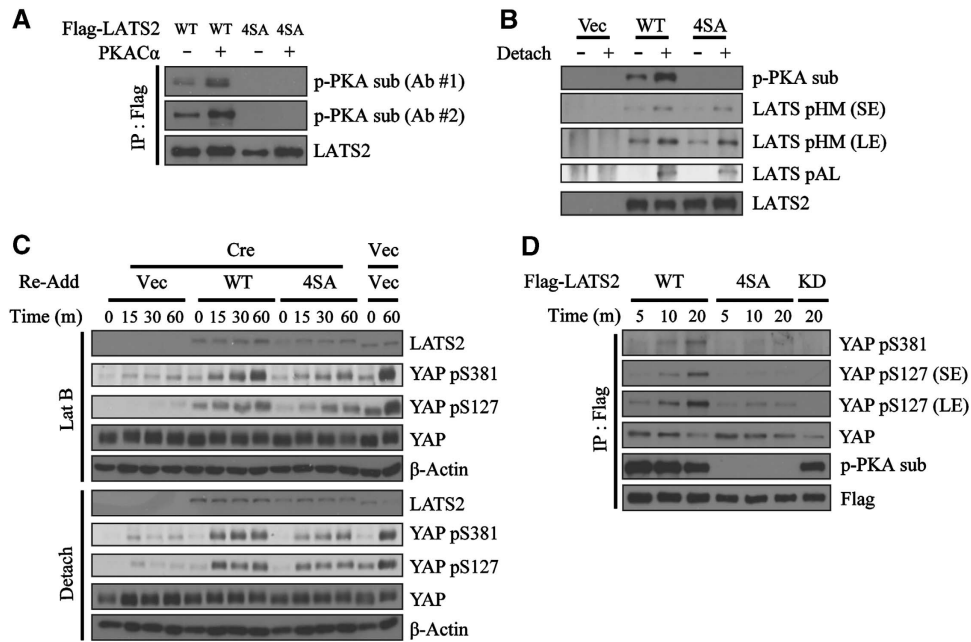 A
Flag-LATS2 WT WT 4SA 4SA
PKACα – + – +
IP : Flag
p-PKA sub (Ab #1)
p-PKA sub (Ab #2)
LATS2
B
Vec WT 4SA
Detach – + – + – +
p-PKA sub
LATS pHM (SE)
LATS pHM (LE)
LATS pAL
LATS2
C
Cre Vec
Re-Add Vec WT 4SA Vec
Time (m) 0 15 30 60 0 15 30 60 0 15 30 60 0 60
Lat B
LATS2
YAP pS381
YAP pS127
YAP
β-Actin
Detach
LATS2
YAP pS381
YAP pS127
YAP
β-Actin
D
Flag-LATS2 WT 4SA KD
Time (m) 5 10 20 5 10 20 20
IP : Flag
YAP pS381
YAP pS127 (SE)
YAP pS127 (LE)
YAP
p-PKA sub
Flag